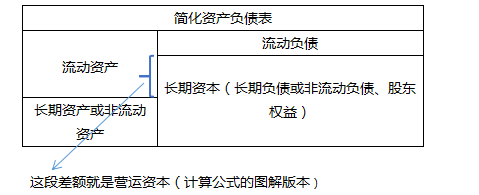 简化资产负债表
流动资产
流动负债
长期资产或非流动
资产
长期资本（长期负债或非流动负债、股东
权益）
这段差额就是营运资本（计算公式的图解版本）